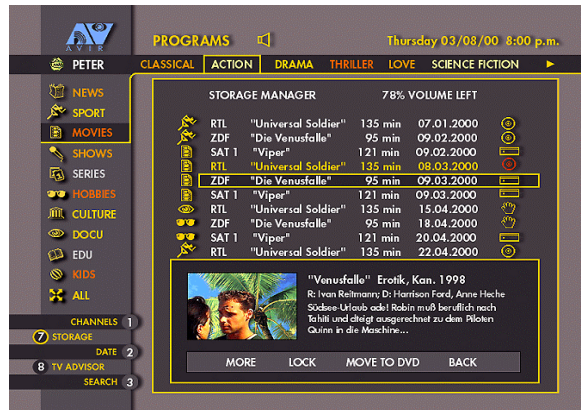 AVIR
PROGRAMS
Thursday 03/08/00 8:00 p.m.
PETER
CLASSICAL ACTION DRAMA THRILLER LOVE SCIENCE FICTION
NEWS
SPORT
MOVIES
SHOWS
SERIES
HOBBIES
CULTURE
DOCU
EDU
KIDS
ALL
CHANNELS 1
7 STORAGE
DATE 2
8 TV ADVISOR
SEARCH 3
STORAGE MANAGER 78% VOLUME LEFT
RTL "Universal Soldier" 135 min 07.01.2000
ZDF "Die Venusfalle" 95 min 09.02.2000
SAT 1 "Viper" 121 min 09.02.2000
RTL "Universal Soldier" 135 min 08.03.2000
ZDF "Die Venusfalle" 95 min 09.03.2000
SAT 1 "Viper" 121 min 09.03.2000
RTL "Universal Soldier" 135 min 15.04.2000
ZDF "Die Venusfalle" 95 min 18.04.2000
SAT 1 "Viper" 121 min 20.04.2000
RTL "Universal Soldier" 135 min 22.04.2000
"Venusfalle" Erotik, Kan. 1998
R: Ivan Reitmann; D: Harrison Ford, Anne Heche
Südsee-Urlaub ade! Robin muß beruflich nach
Tahiti und dteigt ausgerechnet zu dem Piloten
Quinn in die Maschine...
MORE LOCK MOVE TO DVD BACK